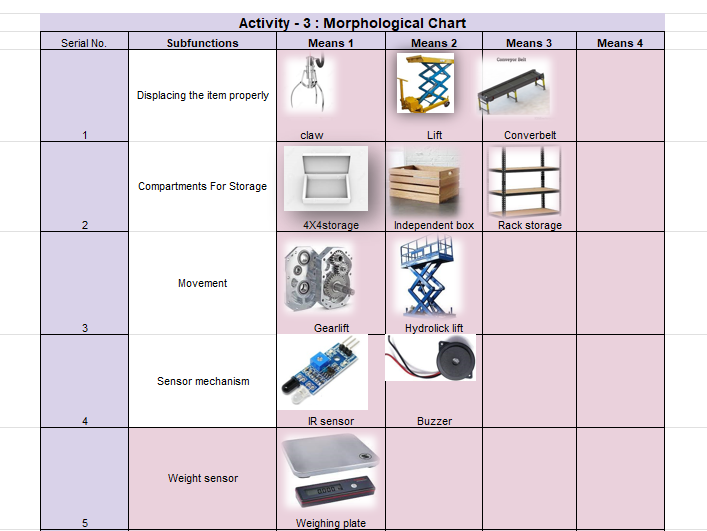 Activity - 3 : Morphological Chart
Serial No. Subfunctions Means 1 Means 2 Means 3 Means 4
Conveyor Belt
Displacing the item properly
1 claw Lift Converbelt
Compartments For Storage
2 4X4storage Independent box Rack storage
Movement
3 Gearlift Hydrolick lift
Sensor mechanism
4 IR sensor Buzzer
Weight sensor
5 Weighing plate